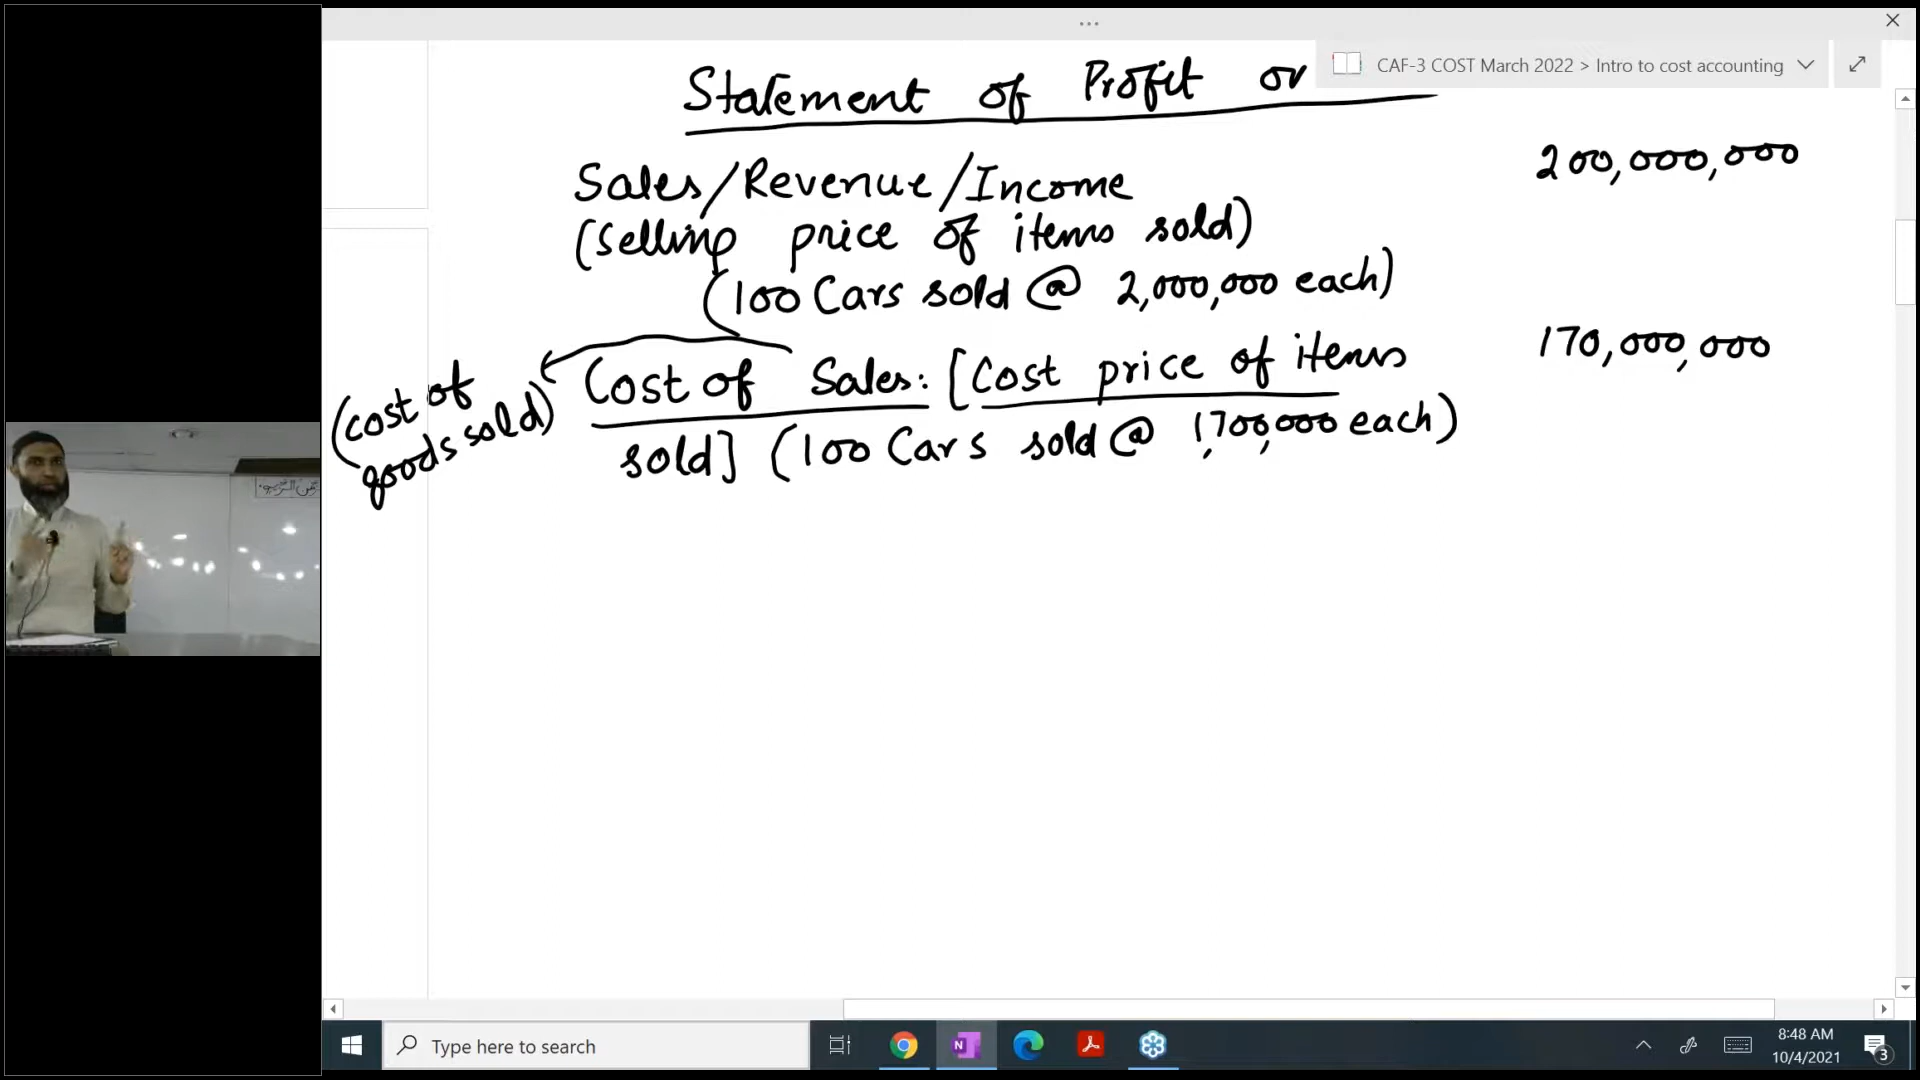 CAF-3 COST March 2022 > Intro to cost accounting
Statement of Profit or
Sales/Revenue/Income 200,000,000
(selling price of items sold)
(100 Cars sold @ 2,000,000 each)
Cost of Sales: [Cost price of items 170,000,000
sold] (100 Cars sold @ 1,700,000 each)
(cost of
goods sold)
Type here to search
8:48 AM
10/4/2021
3